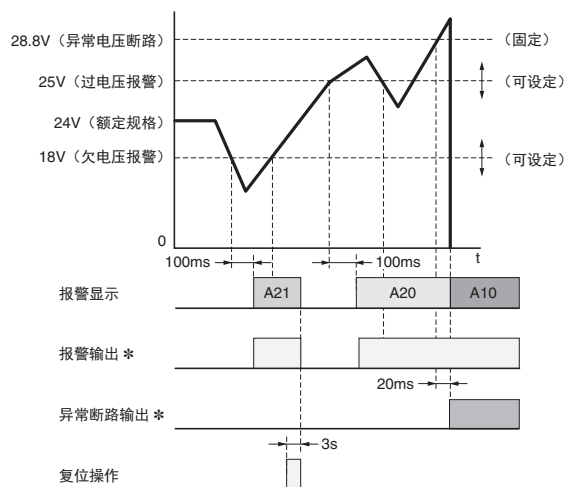 28.8V（异常电压断路） （固定）
25V（过电压报警） （可设定）
24V（额定规格）
18V（欠电压报警） （可设定）
0
100ms 100ms t
报警显示 A21 A20 A10
报警输出＊
20ms
异常断路输出＊
3s
复位操作